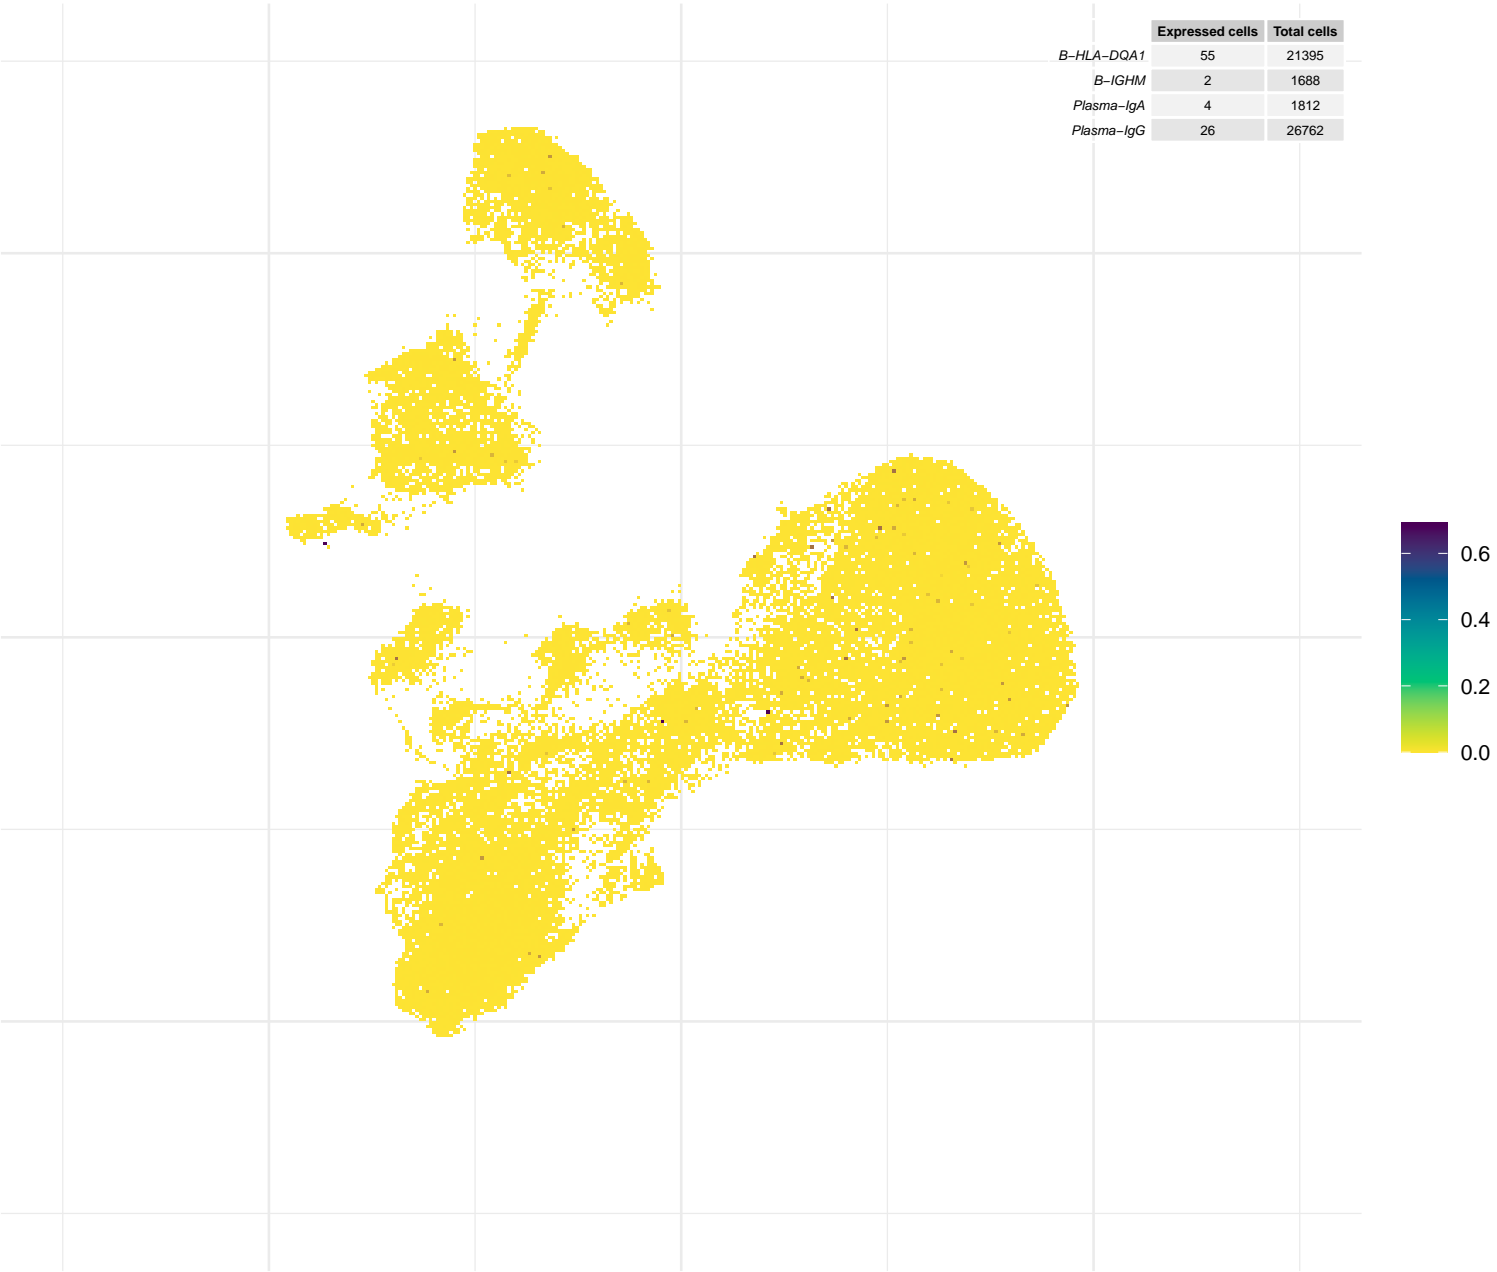 Expressed cells Total cells
B−HLA−DQA1 55 21395
B−IGHM 2 1688
Plasma−IgA 4 1812
Plasma−IgG 26 26762
0.6
0.4
0.2
0.0